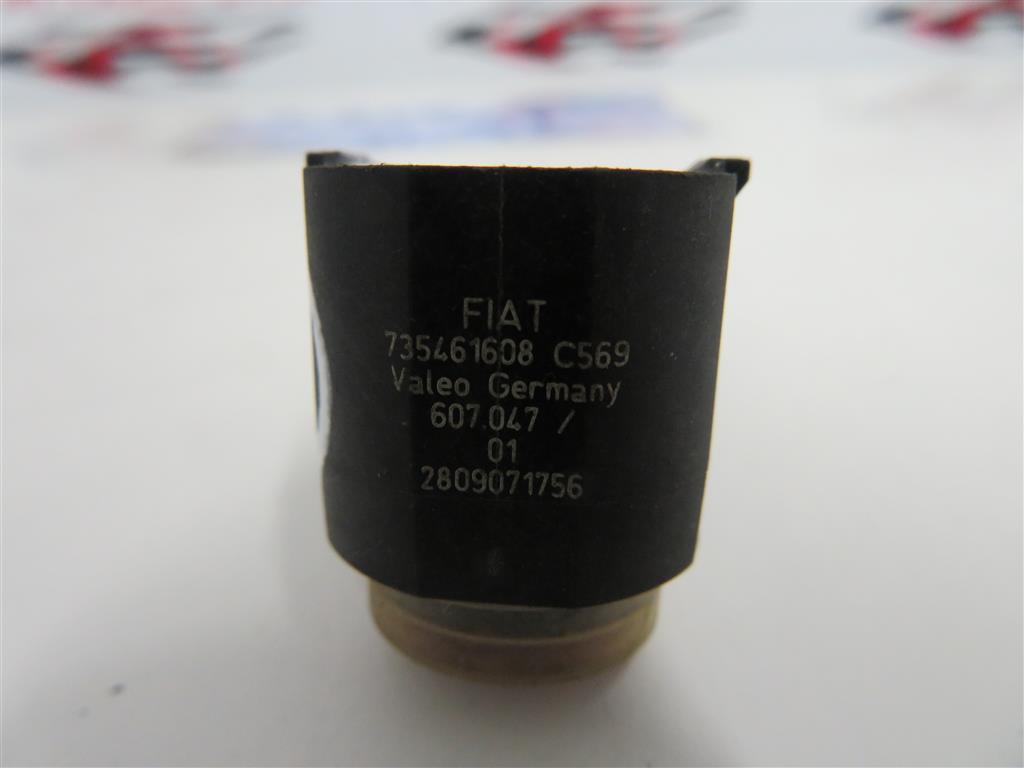 FIAT
735461608 C569
Valeo Germany
607.047 /
01
2809071756